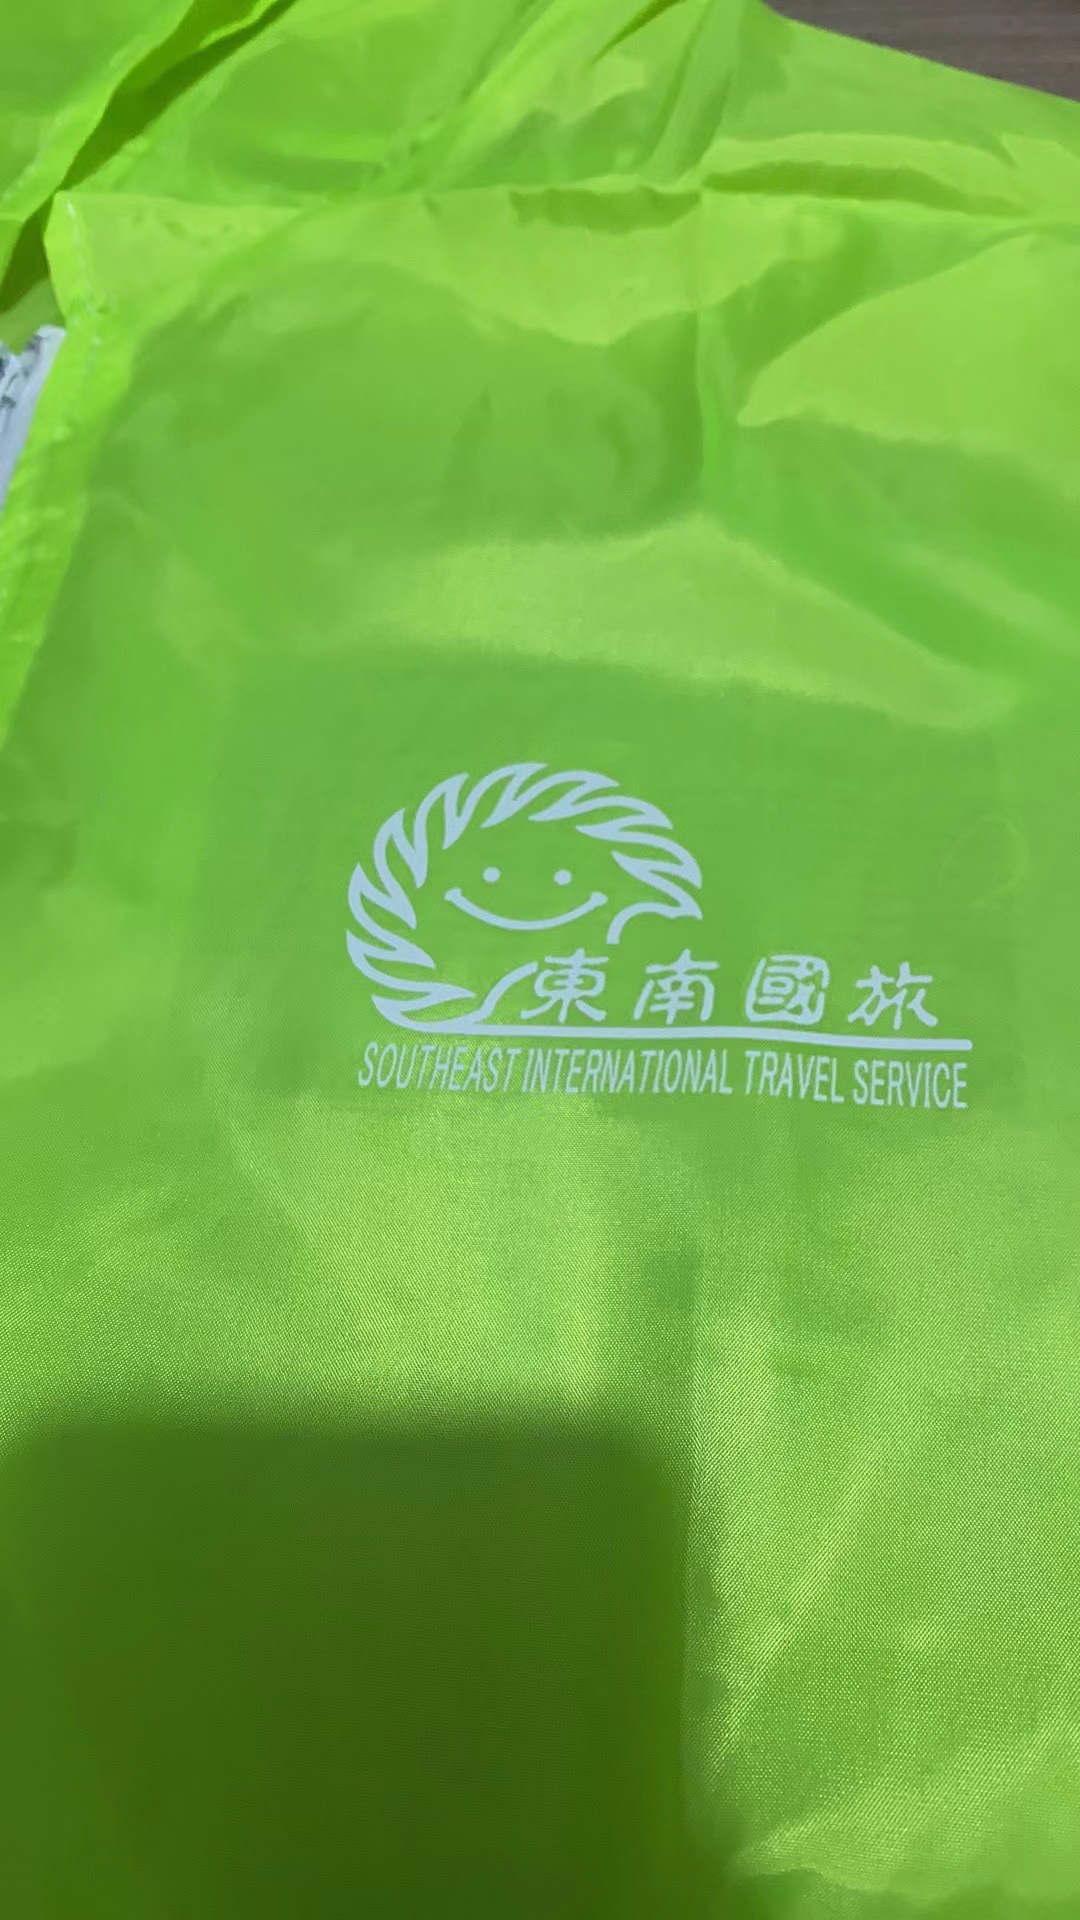 東南國旅
SOUTHEAST INTERNATIONAL TRAVEL SERVICE